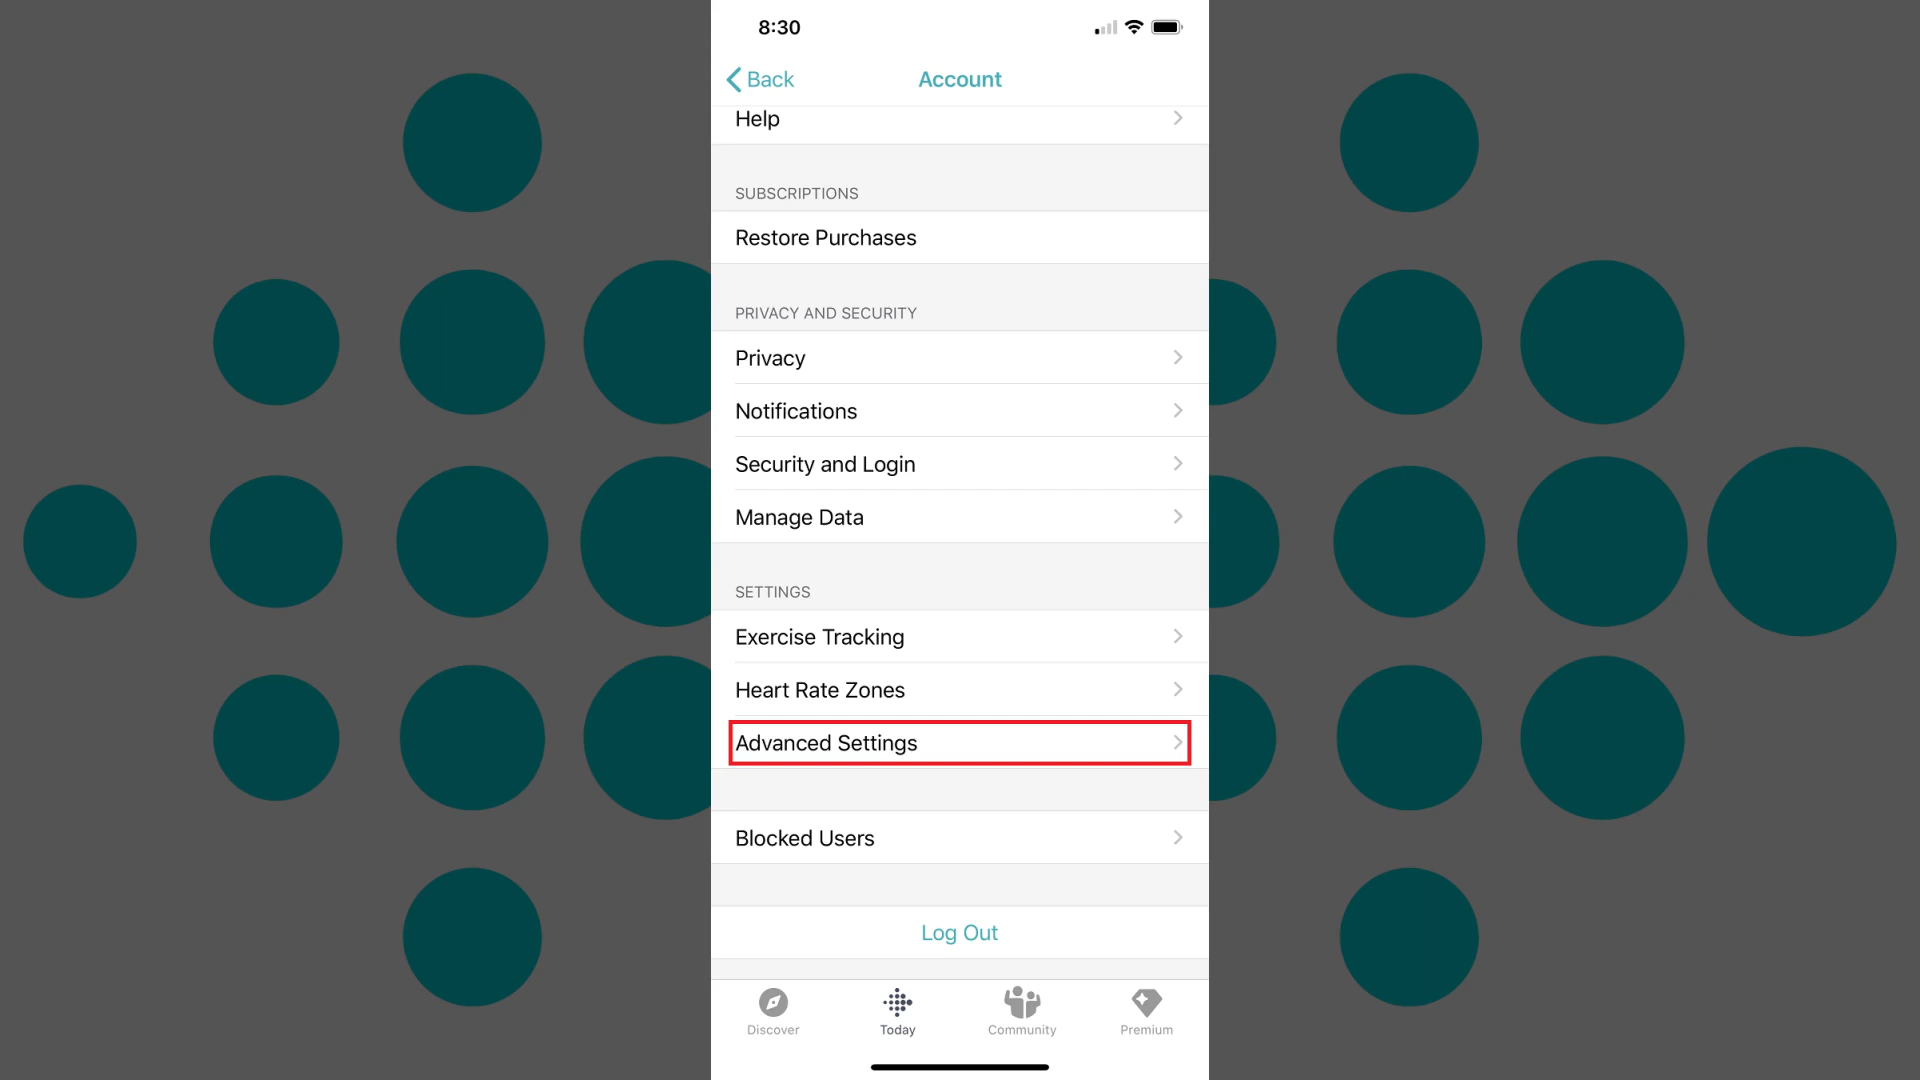 8:30
Back
Account
Help
SUBSCRIPTIONS
Restore Purchases
PRIVACY AND SECURITY
Privacy
Notifications
Security and Login
Manage Data
SETTINGS
Exercise Tracking
Heart Rate Zones
Advanced Settings
Blocked Users
Log Out
Discover
Today
Community
Premium